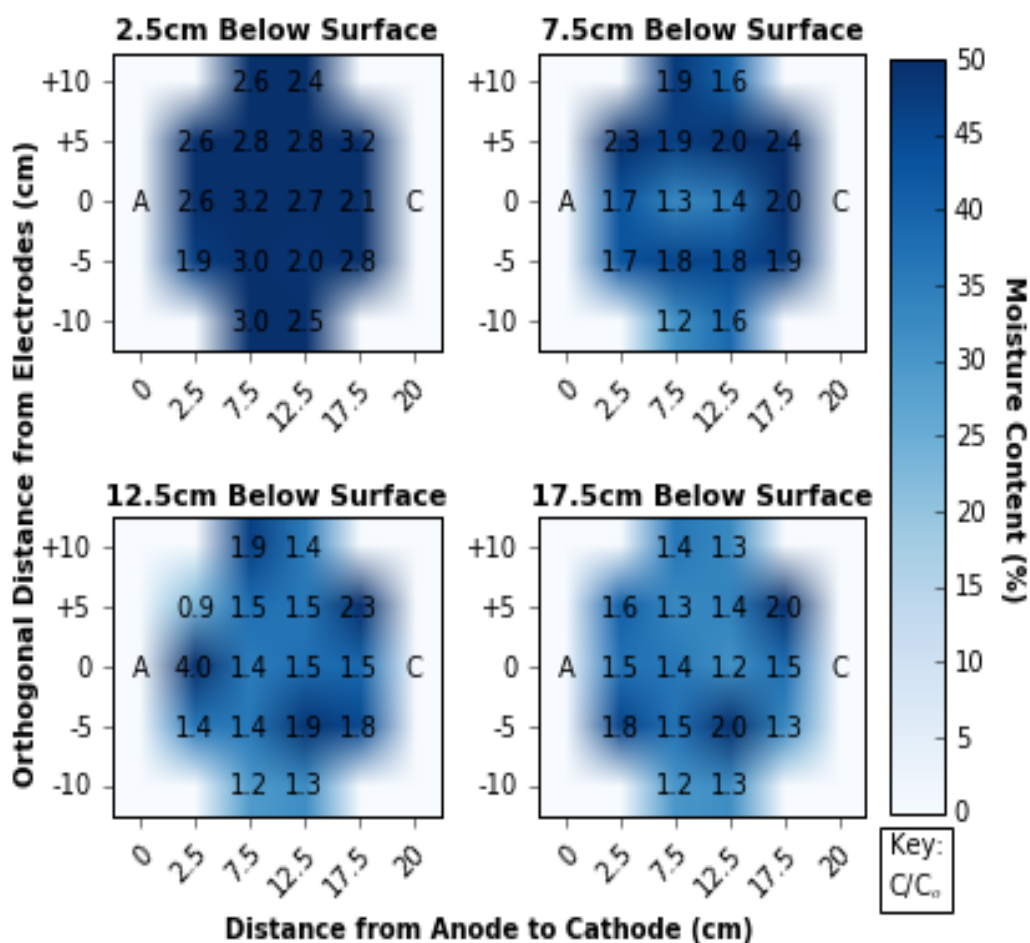 2.5cm Below Surface
7.5cm Below Surface
+10 2.6 2.4
+5 2.6 2.8 2.8 3.2
0 A 2.6 3.2 2.7 2.1 C
-5 1.9 3.0 2.0 2.8
-10 3.0 2.5
0 2.5 7.5 12.5 17.5 20
+10 1.9 1.6
+5 2.3 1.9 2.0 2.4
0 A 1.7 1.3 1.4 2.0 C
-5 1.7 1.8 1.8 1.9
-10 1.2 1.6
0 2.5 7.5 12.5 17.5 20
12.5cm Below Surface
17.5cm Below Surface
+10 1.9 1.4
+5 0.9 1.5 1.5 2.3
0 A 4.0 1.4 1.5 1.5 C
-5 1.4 1.4 1.9 1.8
-10 1.2 1.3
0 2.5 7.5 12.5 17.5 20
+10 1.4 1.3
+5 1.6 1.3 1.4 2.0
0 A 1.5 1.4 1.2 1.5 C
-5 1.8 1.5 2.0 1.3
-10 1.2 1.3
0 2.5 7.5 12.5 17.5 20
Orthogonal Distance from Electrodes (cm)
Distance from Anode to Cathode (cm)
50
45
40
35
30
25
20
15
10
5
0
Moisture Content (%)
Key:
C/Cₒ